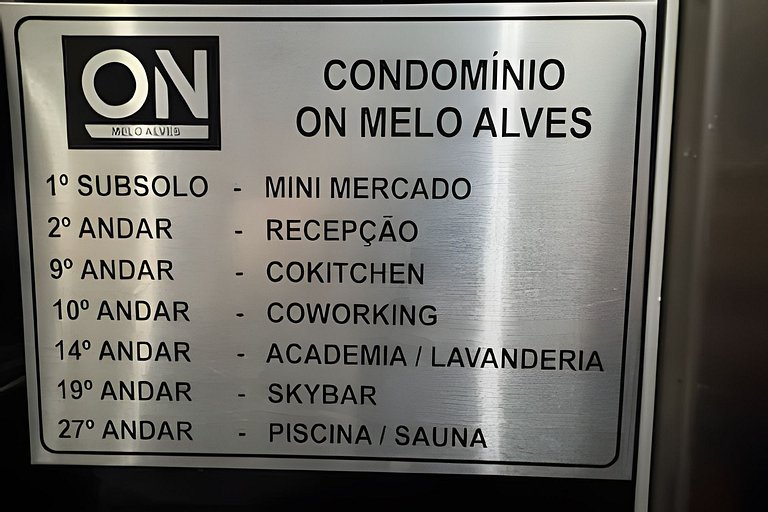 ON
MELO ALVES
CONDOMÍNIO
ON MELO ALVES
1º SUBSOLO - MINI MERCADO
2º ANDAR - RECEPÇÃO
9º ANDAR - COKITCHEN
10º ANDAR - COWORKING
14º ANDAR - ACADEMIA / LAVANDERIA
19º ANDAR - SKYBAR
27º ANDAR - PISCINA / SAUNA